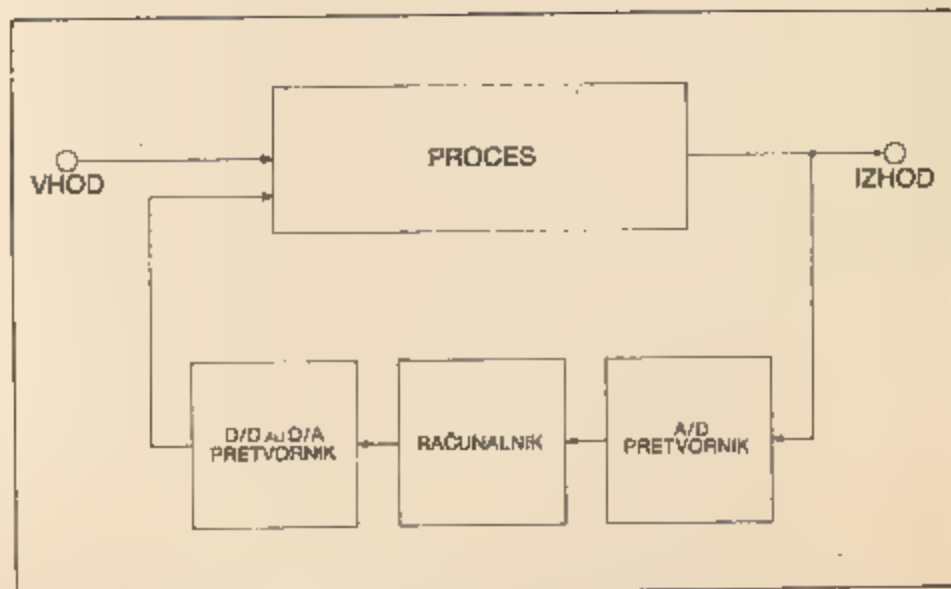 PROCES
VHOD
IZHOD
D/D ALI D/A
PRETVORNIK
RAČUNALNIK
A/D
PRETVORNIK